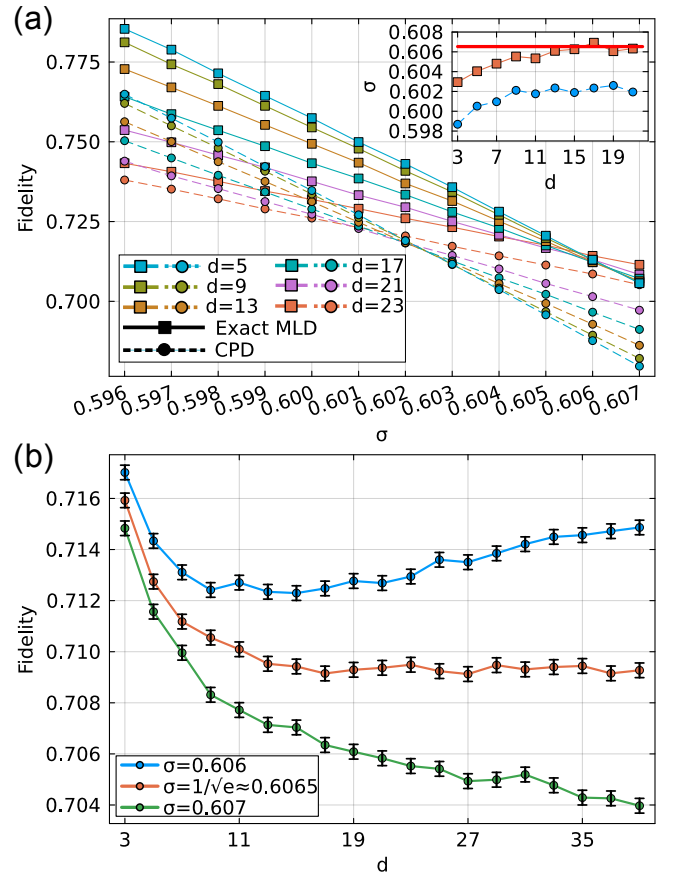 (a)
0.775
0.750
0.725
0.700
Fidelity
0.608
0.606
0.604
0.602
0.600
0.598
σ
3 7 11 15 19
d
d=5 d=17
d=9 d=21
d=13 d=23
Exact MLD
CPD
0.596 0.597 0.598 0.599 0.600 0.601 0.602 0.603 0.604 0.605 0.606 0.607
σ
(b)
0.716
0.714
0.712
0.710
0.708
0.706
0.704
Fidelity
σ=0.606
σ=1/√e≈0.6065
σ=0.607
3 11 19 27 35
d